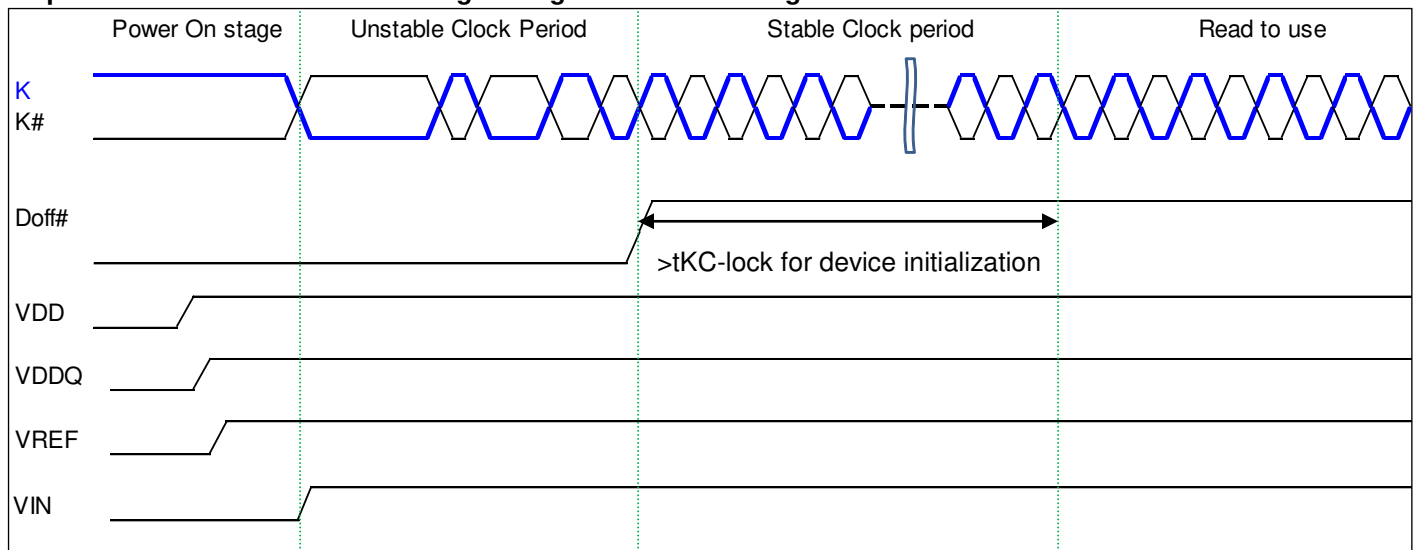 Power On stage Unstable Clock Period Stable Clock period Read to use
K
K#
Doff#
>tKC-lock for device initialization
VDD
VDDQ
VREF
VIN